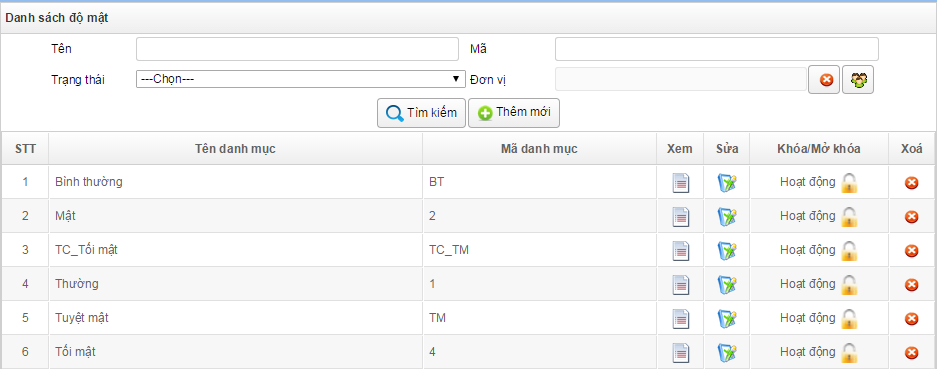 Danh sách độ mật
Tên Mã
Trạng thái ---Chọn--- Đơn vị
Tìm kiếm Thêm mới
STT Tên danh mục Mã danh mục Xem Sửa Khóa/Mở khóa Xoá
1 Bình thường BT Hoạt động
2 Mật 2 Hoạt động
3 TC_Tối mật TC_TM Hoạt động
4 Thường 1 Hoạt động
5 Tuyệt mật TM Hoạt động
6 Tối mật 4 Hoạt động